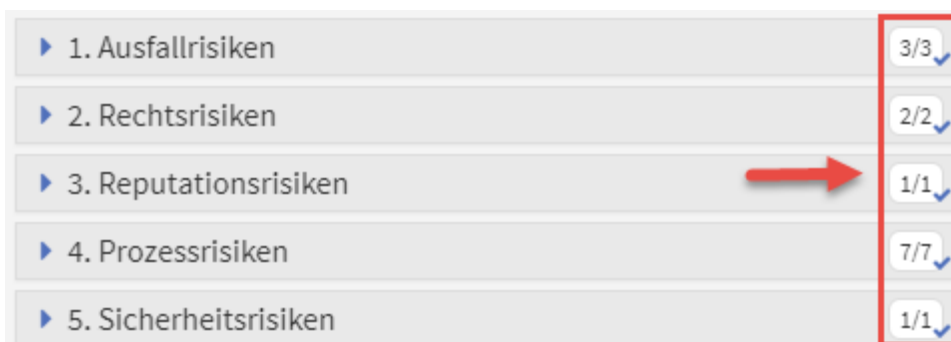 1. Ausfallrisiken 3/3
2. Rechtsrisiken 2/2
3. Reputationsrisiken 1/1
4. Prozessrisiken 7/7
5. Sicherheitsrisiken 1/1